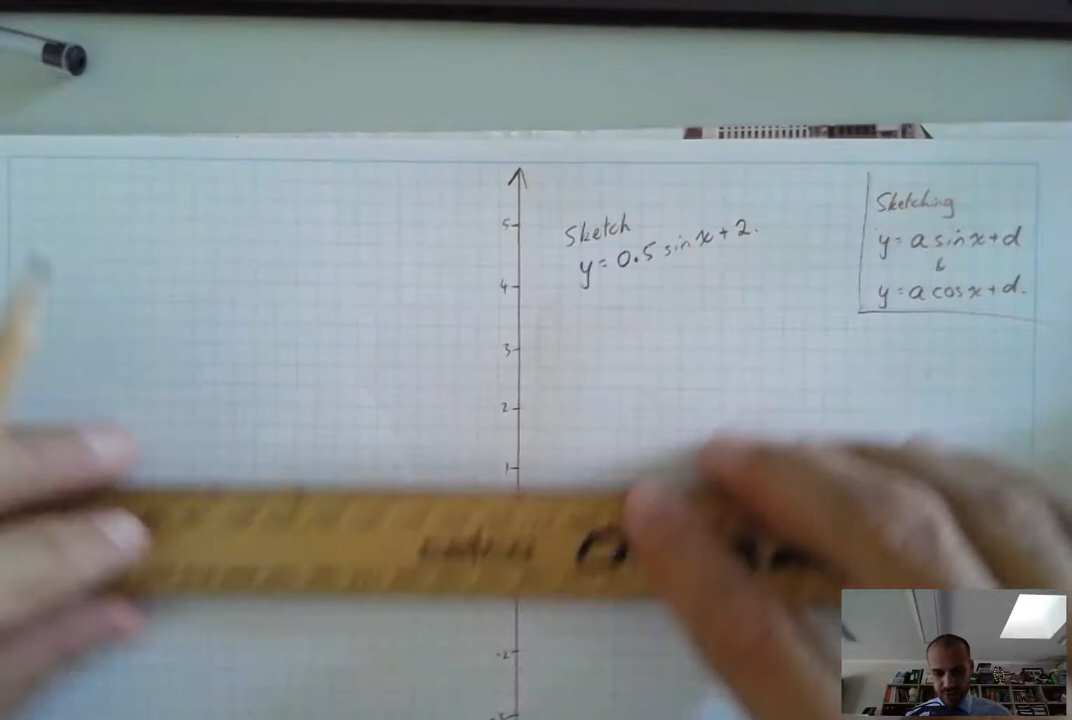 Sketch
y = 0.5 sin x + 2.
Sketching
y = a sin x + d
&
y = a cos x + d.
5
4
3
2
1
-2